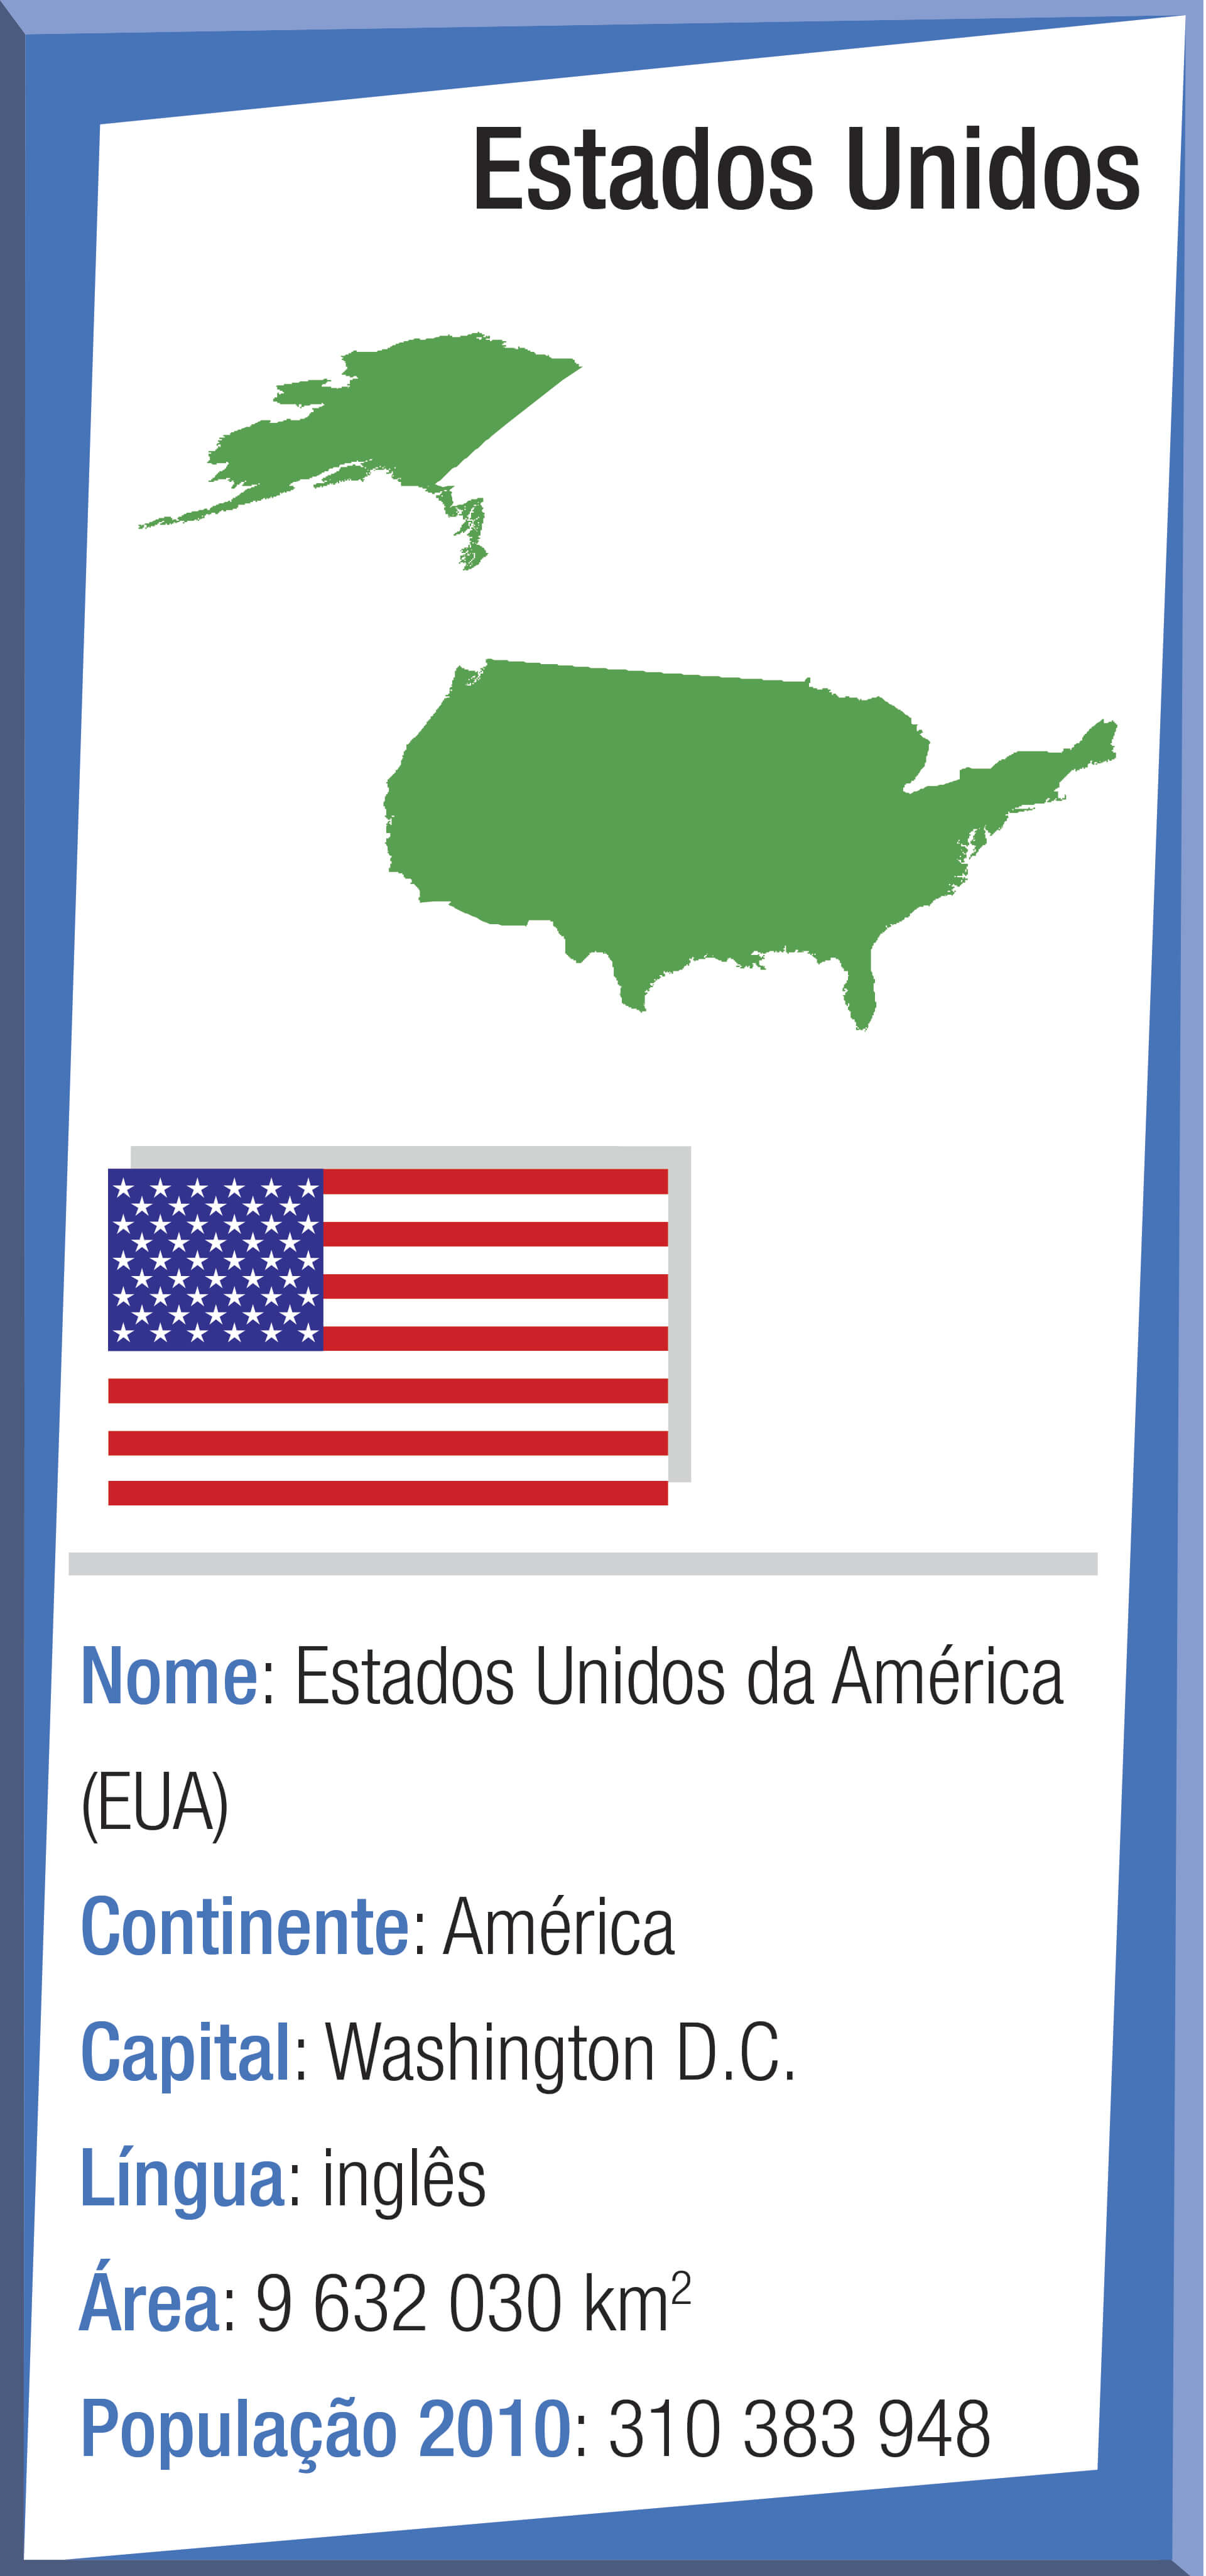 Estados Unidos
Nome: Estados Unidos da América
(EUA)
Continente: América
Capital: Washington D.C.
Língua: inglês
Área: 9 632 030 km²
População 2010: 310 383 948